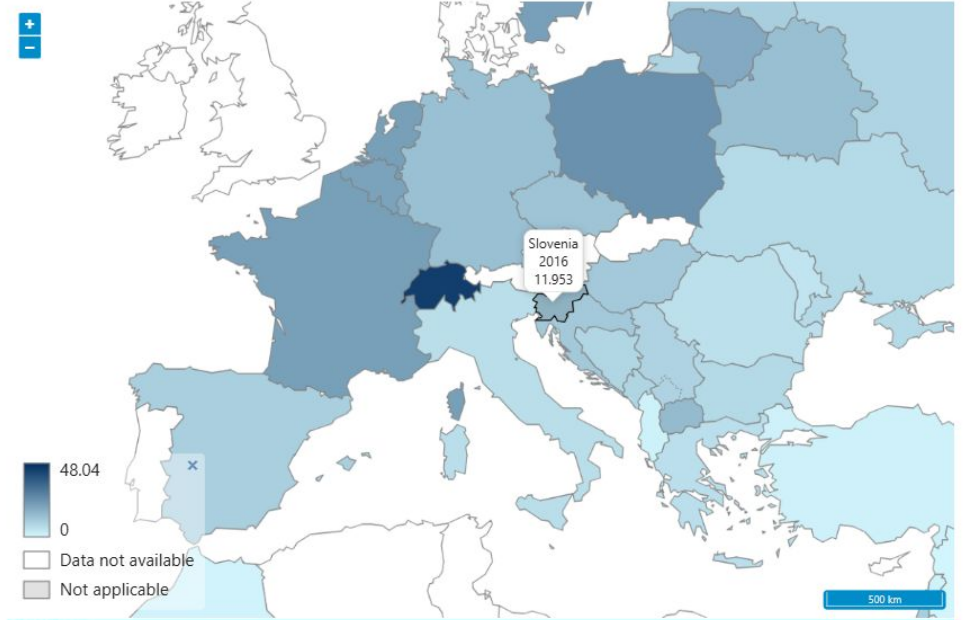 +
−
Slovenia
2016
11.953
×
48.04
0
Data not available
Not applicable
500 km